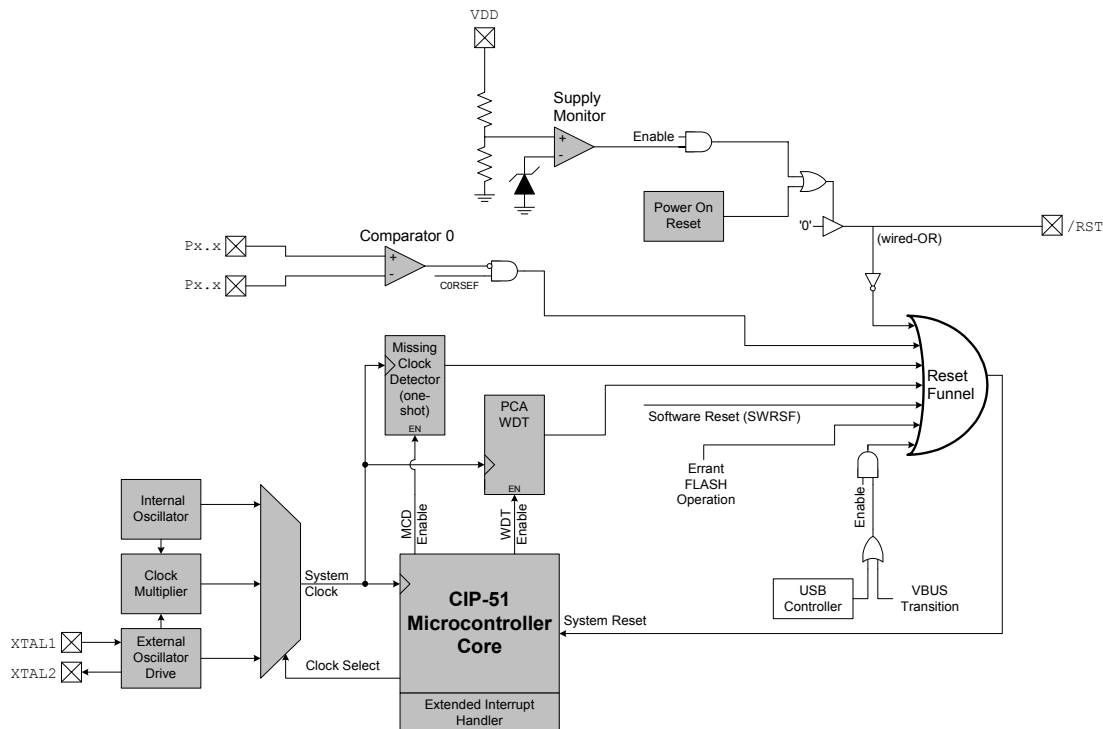 VDD
Supply
Monitor
+
-
Enable
Power On
Reset
'0'
(wired-OR)
/RST
Px.x
Px.x
Comparator 0
+
-
C0RSEF
Missing
Clock
Detector
(one-
shot)
EN
PCA
WDT
EN
Reset
Funnel
Software Reset (SWRSF)
Errant
FLASH
Operation
Enable
USB
Controller
VBUS
Transition
Internal
Oscillator
Clock
Multiplier
External
Oscillator
Drive
XTAL1
XTAL2
System
Clock
MCD
Enable
WDT
Enable
CIP-51
Microcontroller
Core
System Reset
Clock Select
Extended Interrupt
Handler